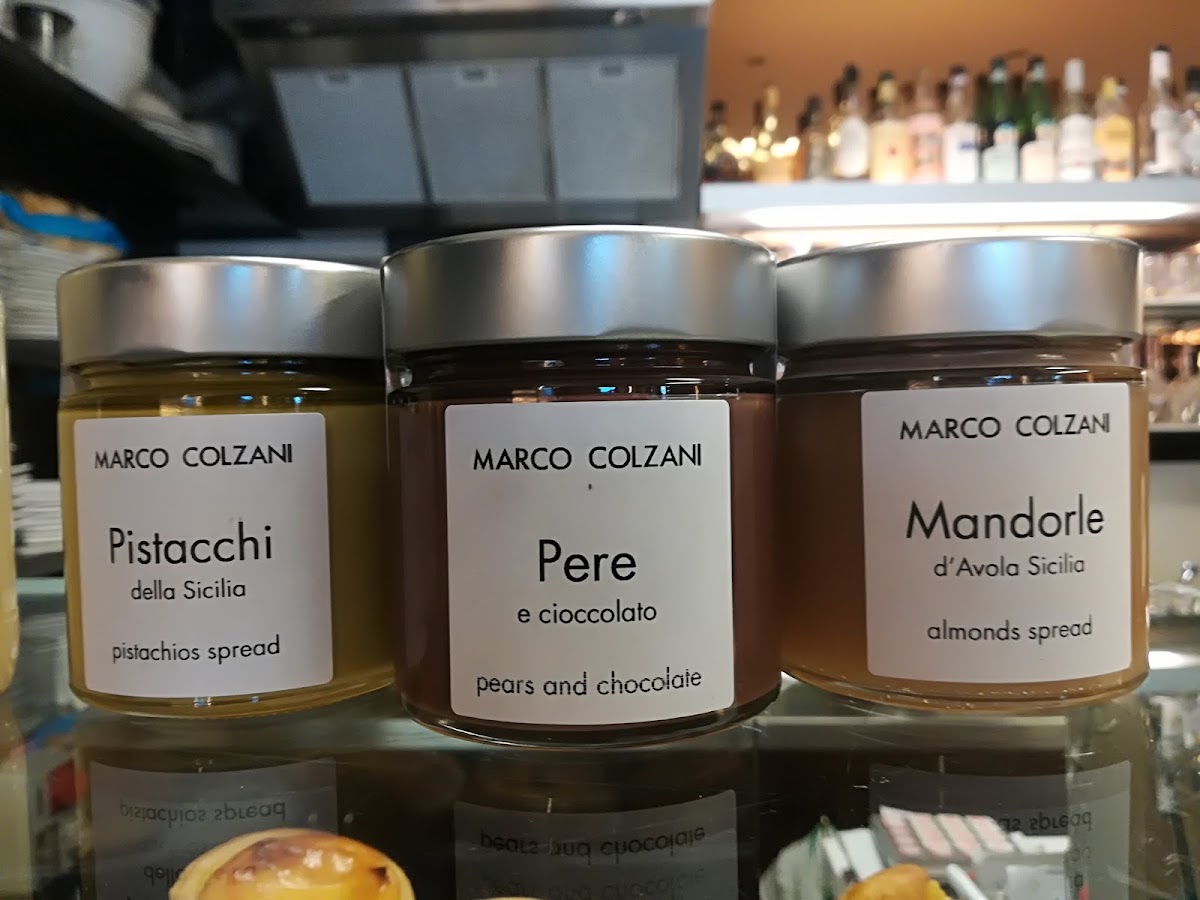 MARCO COLZANI
Pistacchi
della Sicilia
pistachios spread
MARCO COLZANI
Pere
e cioccolato
pears and chocolate
MARCO COLZANI
Mandorle
d'Avola Sicilia
almonds spread